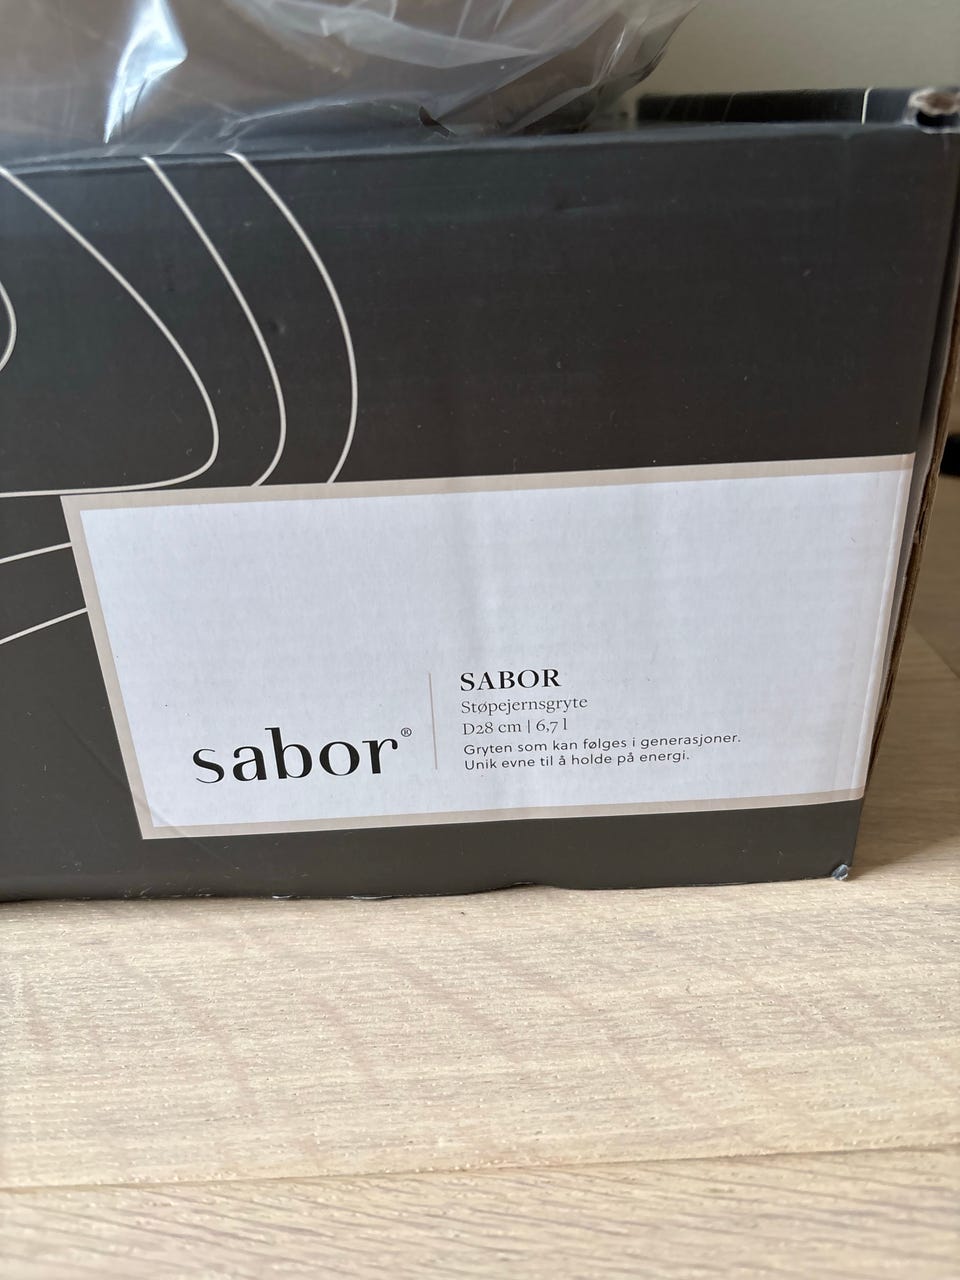 sabor®
SABOR
Støpejernsgryte
D28 cm | 6,7 l
Gryten som kan følges i generasjoner.
Unik evne til å holde på energi.